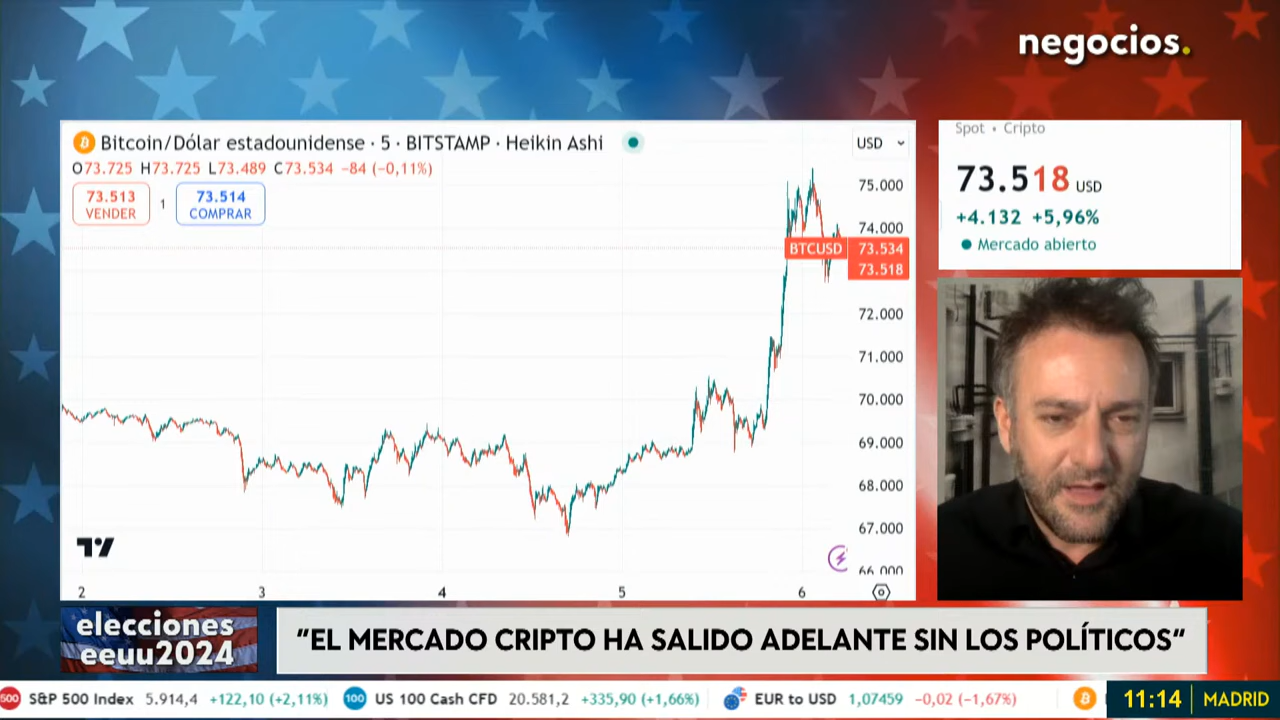 negocios.
Bitcoin/Dólar estadounidense · 5 · BITSTAMP · Heikin Ashi
USD
O73.725 H73.725 L73.489 C73.534 −84 (−0,11%)
73.513
VENDER
1
73.514
COMPRAR
75.000
74.000
BTCUSD
73.534
73.518
72.000
71.000
70.000
69.000
68.000
67.000
66.000
2 3 4 5 6
Spot • Cripto
73.518 USD
+4.132 +5,96%
Mercado abierto
elecciones
eeuu2024
“EL MERCADO CRIPTO HA SALIDO ADELANTE SIN LOS POLÍTICOS“
500 S&P 500 Index 5.914,4 +122,10 (+2,11%) 100 US 100 Cash CFD 20.581,2 +335,90 (+1,66%) EUR to USD 1,07459 −0,02 (−1,67%)
11:14 MADRID